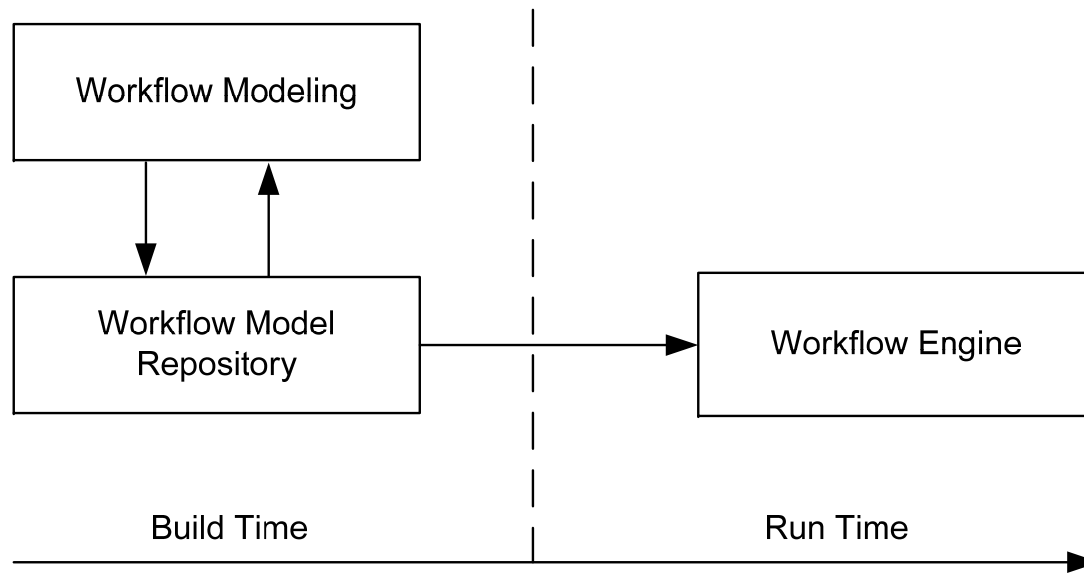 Workflow Modeling
Workflow Model
Repository
Workflow Engine
Build Time
Run Time